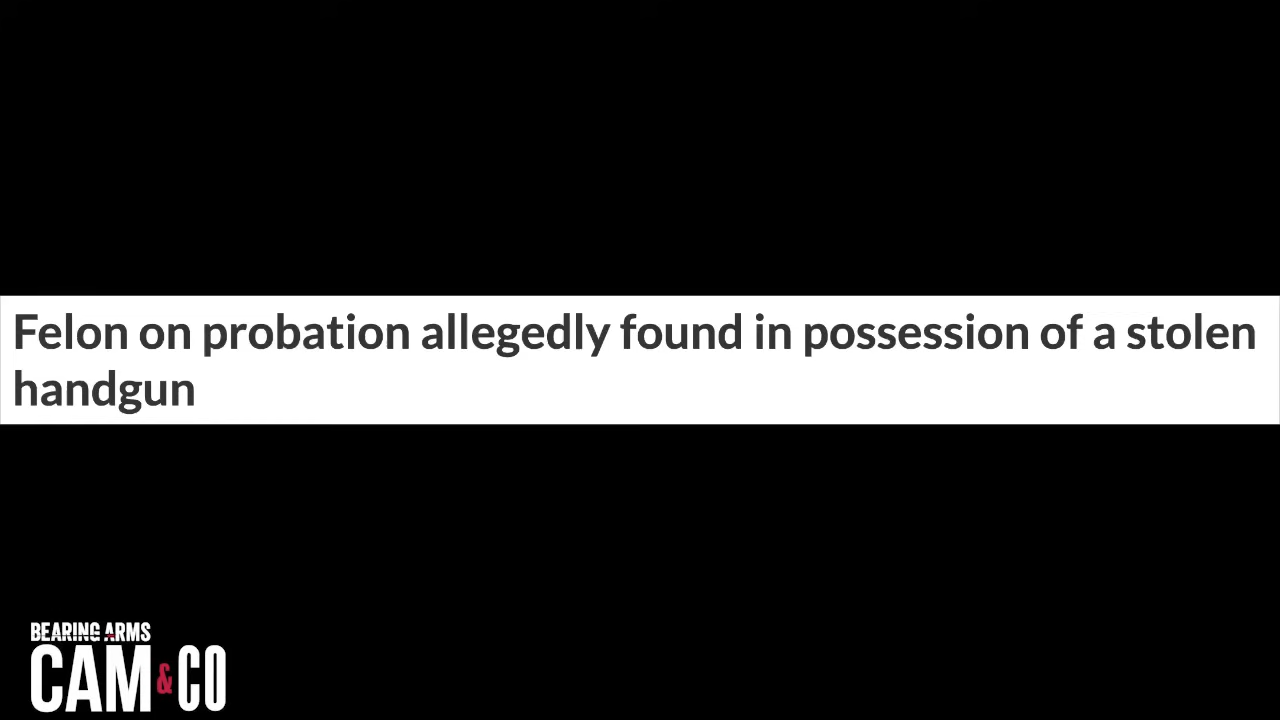 Felon on probation allegedly found in possession of a stolen
handgun
BEARING ARMS
CAM & CO